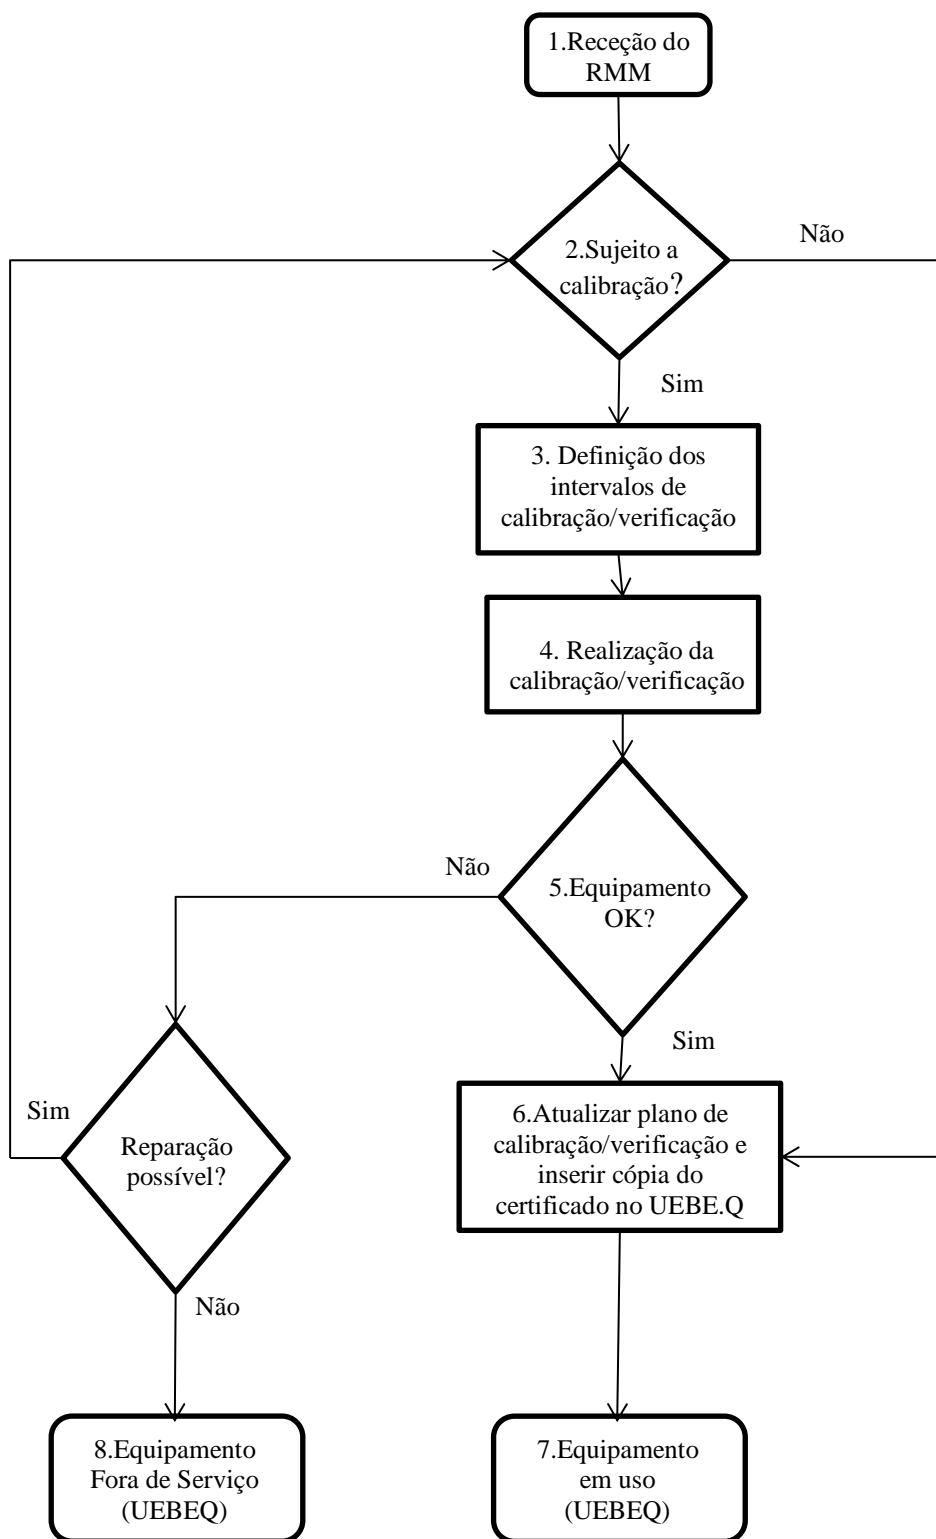 1.Receção do
RMM
Não
2.Sujeito a
calibração?
Sim
3. Definição dos
intervalos de
calibração/verificação
4. Realização da
calibração/verificação
Não
5.Equipamento
OK?
Sim
Sim
Reparação
possível?
6.Atualizar plano de
calibração/verificação e
inserir cópia do
certificado no UEBE.Q
Não
8.Equipamento
Fora de Serviço
(UEBEQ)
7.Equipamento
em uso
(UEBEQ)